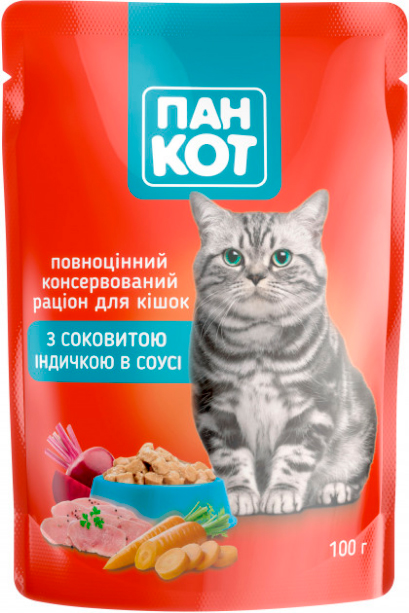 ПАН
КОТ
повноцінний
консервований
раціон для кішок
З СОКОВИТОЮ
ІНДИЧКОЮ В СОУСІ
100 г